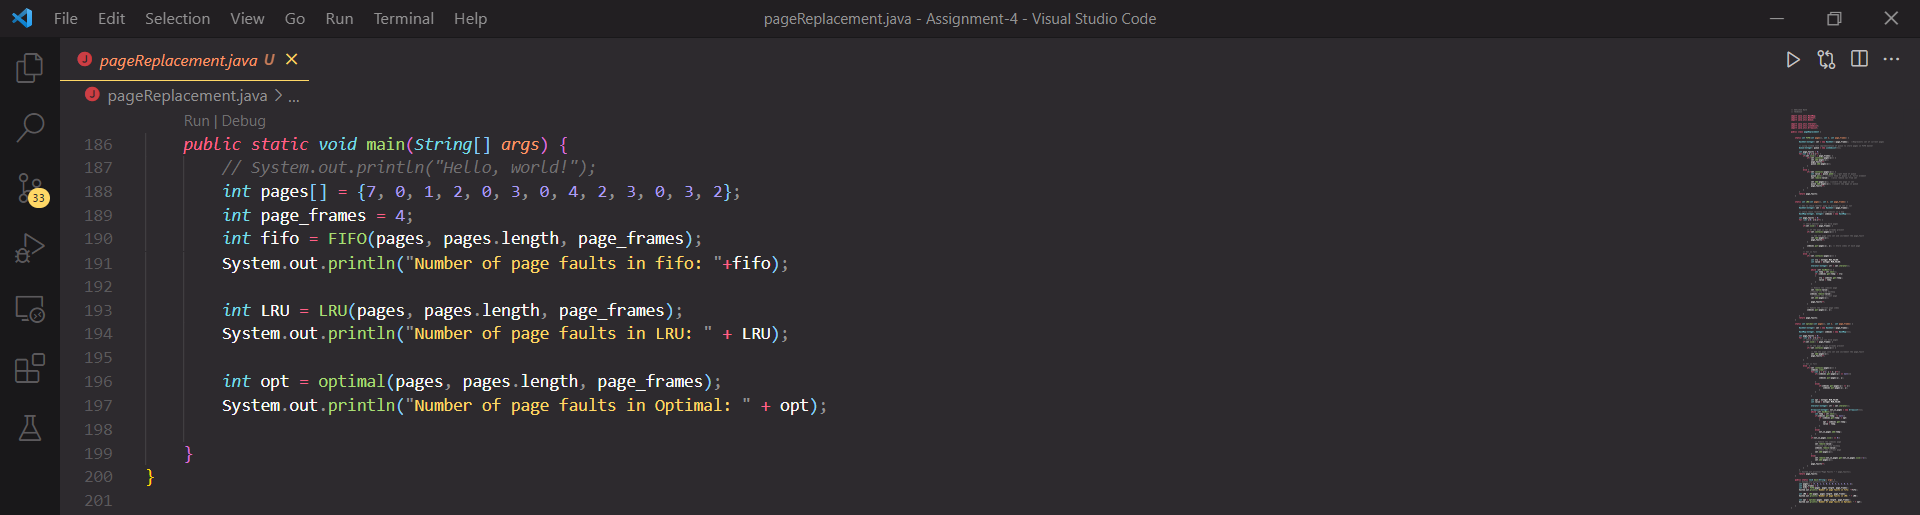 File Edit Selection View Go Run Terminal Help pageReplacement.java - Assignment-4 - Visual Studio Code
pageReplacement.java U
pageReplacement.java > ...
Run | Debug
186 public static void main(String[] args) {
187 // System.out.println("Hello, world!");
188 int pages[] = {7, 0, 1, 2, 0, 3, 0, 4, 2, 3, 0, 3, 2};
189 int page_frames = 4;
190 int fifo = FIFO(pages, pages.length, page_frames);
191 System.out.println("Number of page faults in fifo: "+fifo);
192
193 int LRU = LRU(pages, pages.length, page_frames);
194 System.out.println("Number of page faults in LRU: " + LRU);
195
196 int opt = optimal(pages, pages.length, page_frames);
197 System.out.println("Number of page faults in Optimal: " + opt);
198
199 }
200 }
201
33